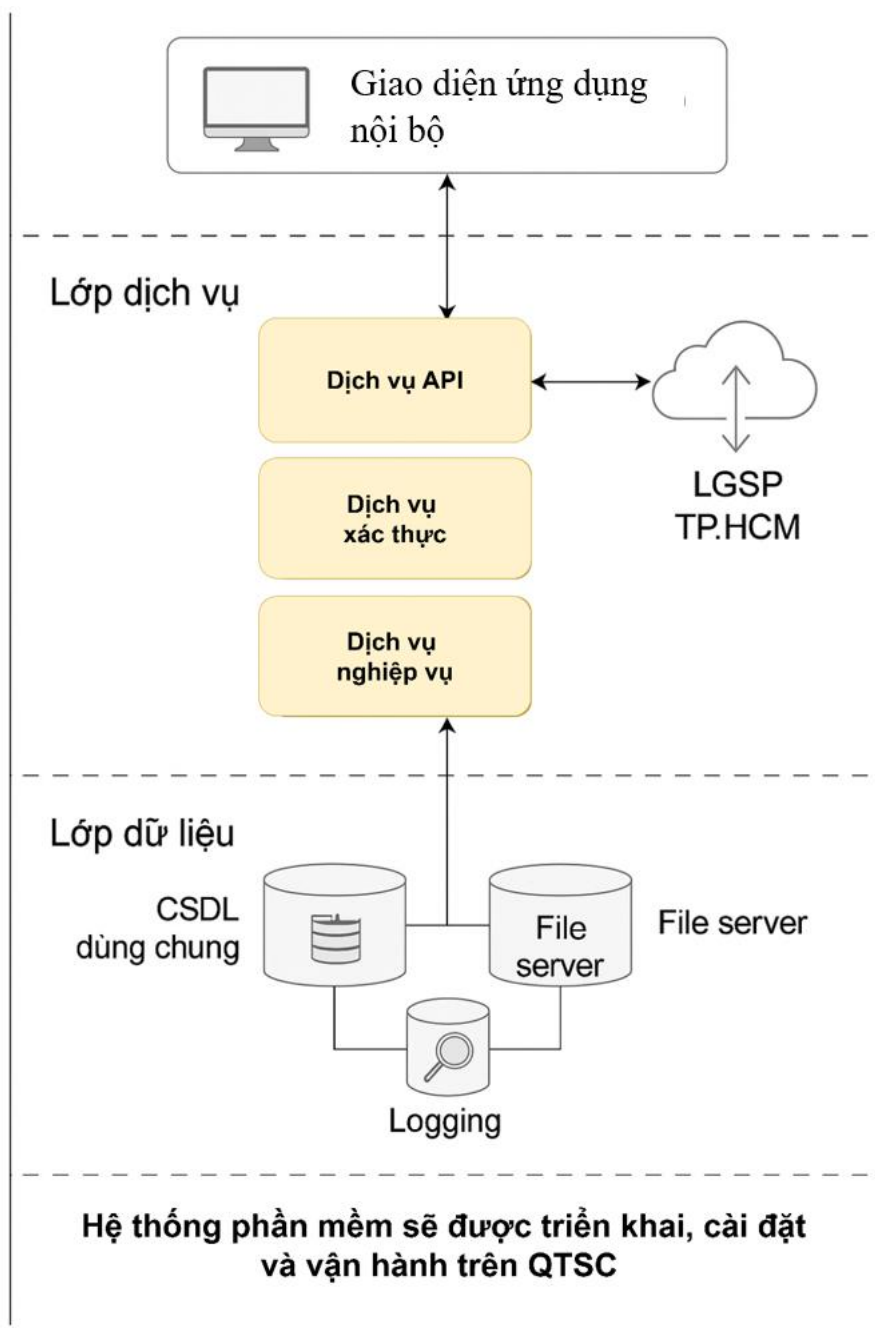 Giao diện ứng dụng
nội bộ
Lớp dịch vụ
Dịch vụ API
LGSP
TP.HCM
Dịch vụ
xác thực
Dịch vụ
nghiệp vụ
Lớp dữ liệu
CSDL
dùng chung
File
server
File server
Logging
Hệ thống phần mềm sẽ được triển khai, cài đặt
và vận hành trên QTSC